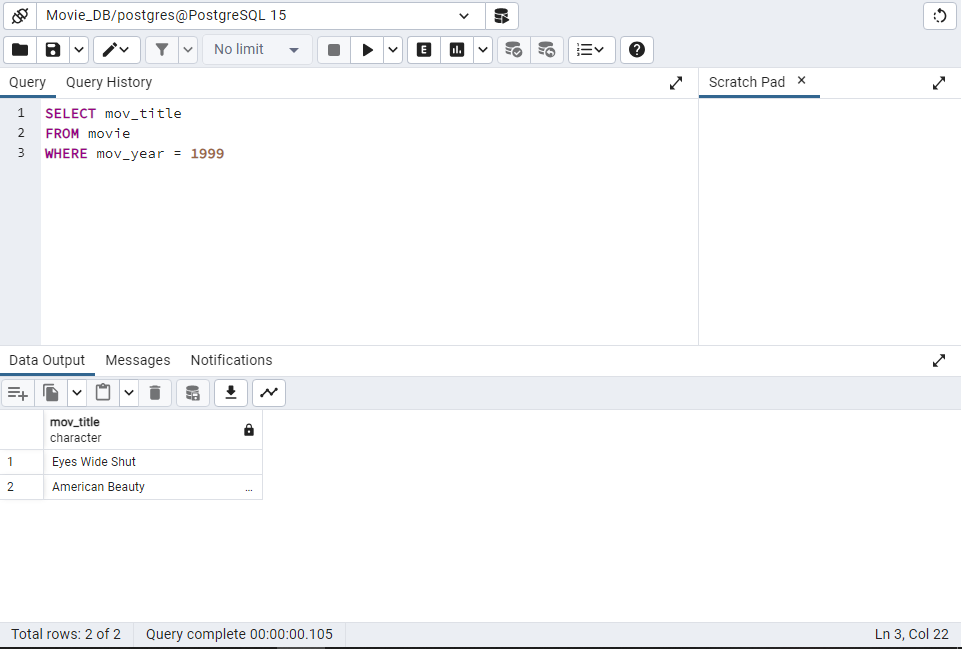 Movie_DB/postgres@PostgreSQL 15
No limit
E
Query Query History
Scratch Pad ×
1 SELECT mov_title
2 FROM movie
3 WHERE mov_year = 1999
Data Output Messages Notifications
mov_title
character
1 Eyes Wide Shut
2 American Beauty ...
Total rows: 2 of 2 Query complete 00:00:00.105 Ln 3, Col 22